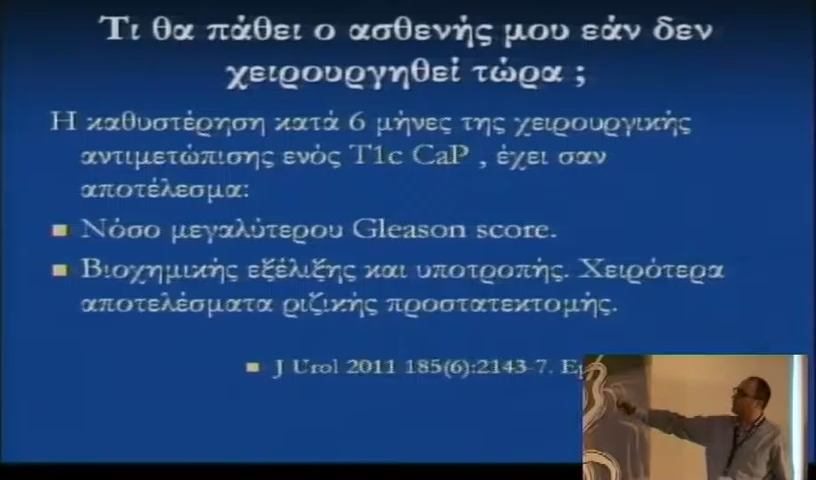 Τι θα πάθει ο ασθενής μου εάν δεν
χειρουργηθεί τώρα ;
Η καθυστέρηση κατά 6 μήνες της χειρουργικής
αντιμετώπισης ενός T1c CaP , έχει σαν
αποτέλεσμα:
Νόσο μεγαλύτερου Gleason score.
Βιοχημικής εξέλιξης και υποτροπής. Χειρότερα
αποτελέσματα ριζικής προστατεκτομής.
J Urol 2011 185(6):2143-7.